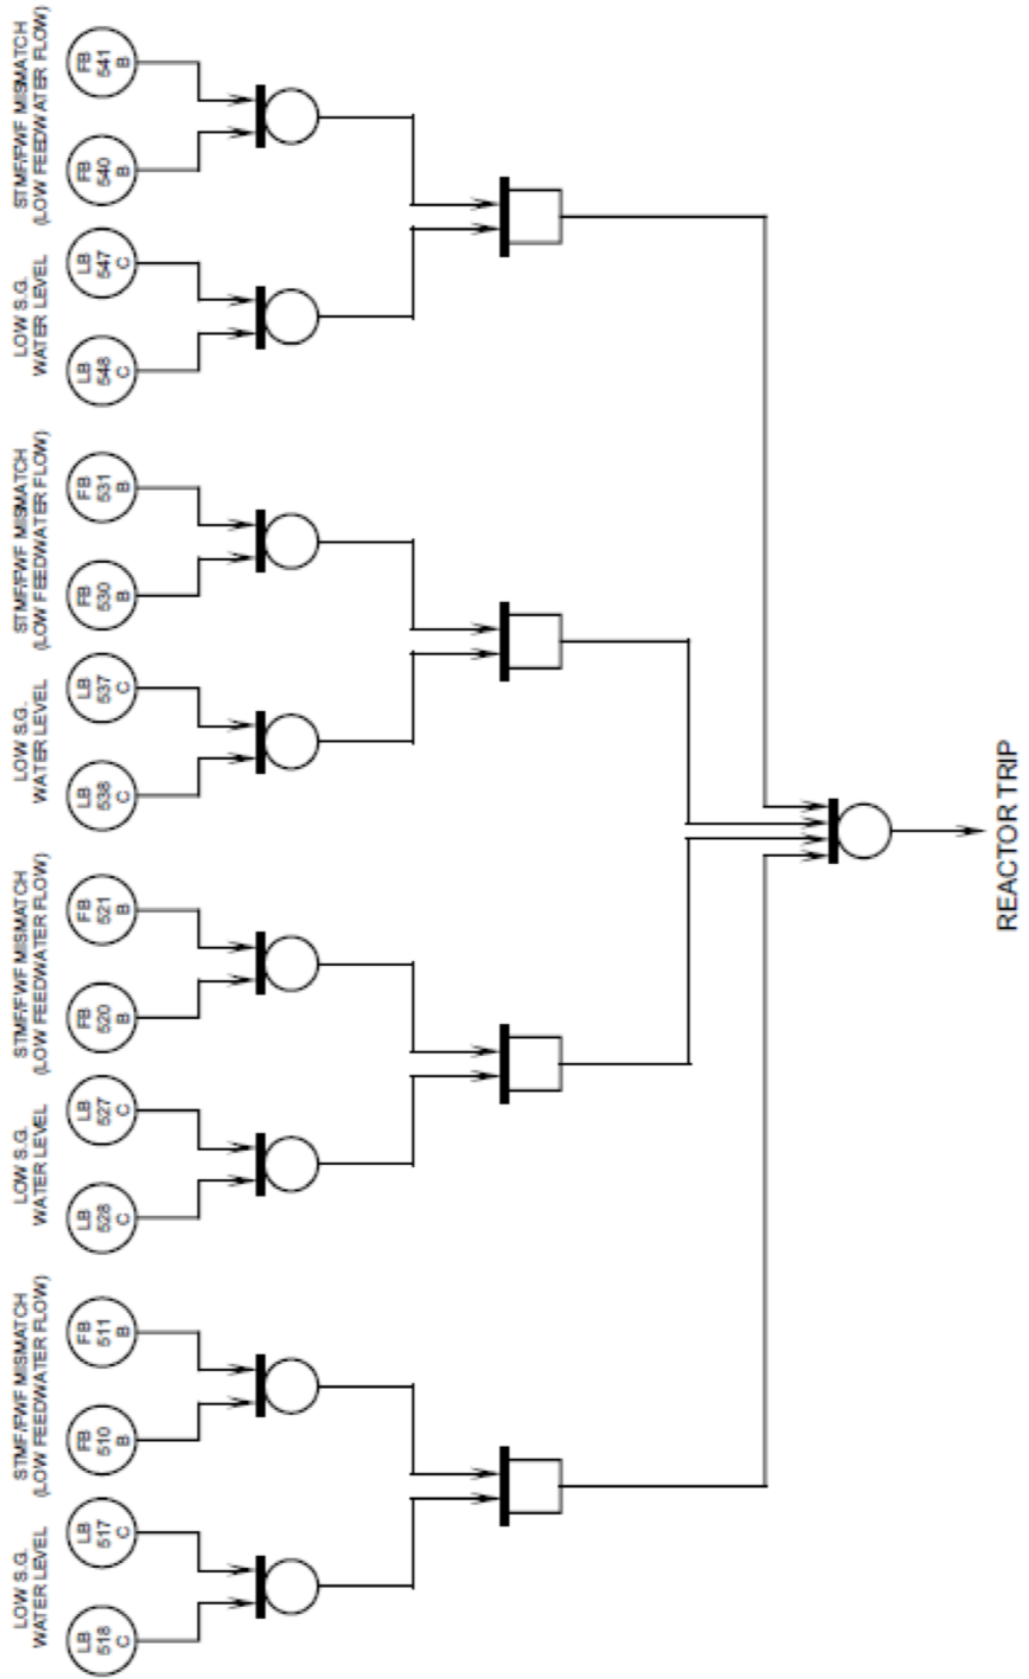 LOW S.G.
WATER LEVEL
STMF/FWF MISMATCH
(LOW FEEDWATER FLOW)
LOW S.G.
WATER LEVEL
STMF/FWF MISMATCH
(LOW FEEDWATER FLOW)
LOW S.G.
WATER LEVEL
STMF/FWF MISMATCH
(LOW FEEDWATER FLOW)
LOW S.G.
WATER LEVEL
STMF/FWF MISMATCH
(LOW FEEDWATER FLOW)
LB
518
C
LB
517
C
FB
510
B
FB
511
B
LB
528
C
LB
527
C
FB
520
B
FB
521
B
LB
538
C
LB
537
C
FB
530
B
FB
531
B
LB
548
C
LB
547
C
FB
540
B
FB
541
B
REACTOR TRIP